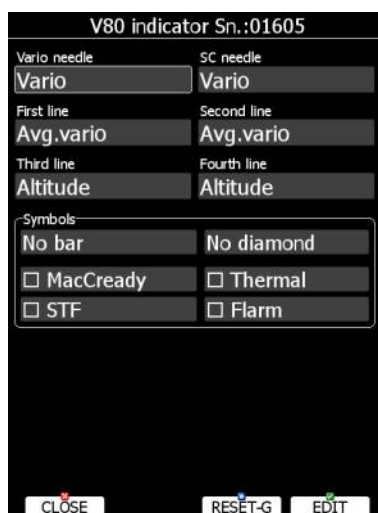 V80 indicator Sn.:01605
Vario needle SC needle
Vario Vario
First line Second line
Avg.vario Avg.vario
Third line Fourth line
Altitude Altitude
Symbols
No bar No diamond
MacCready Thermal
STF Flarm
CLOSE RESET-G EDIT